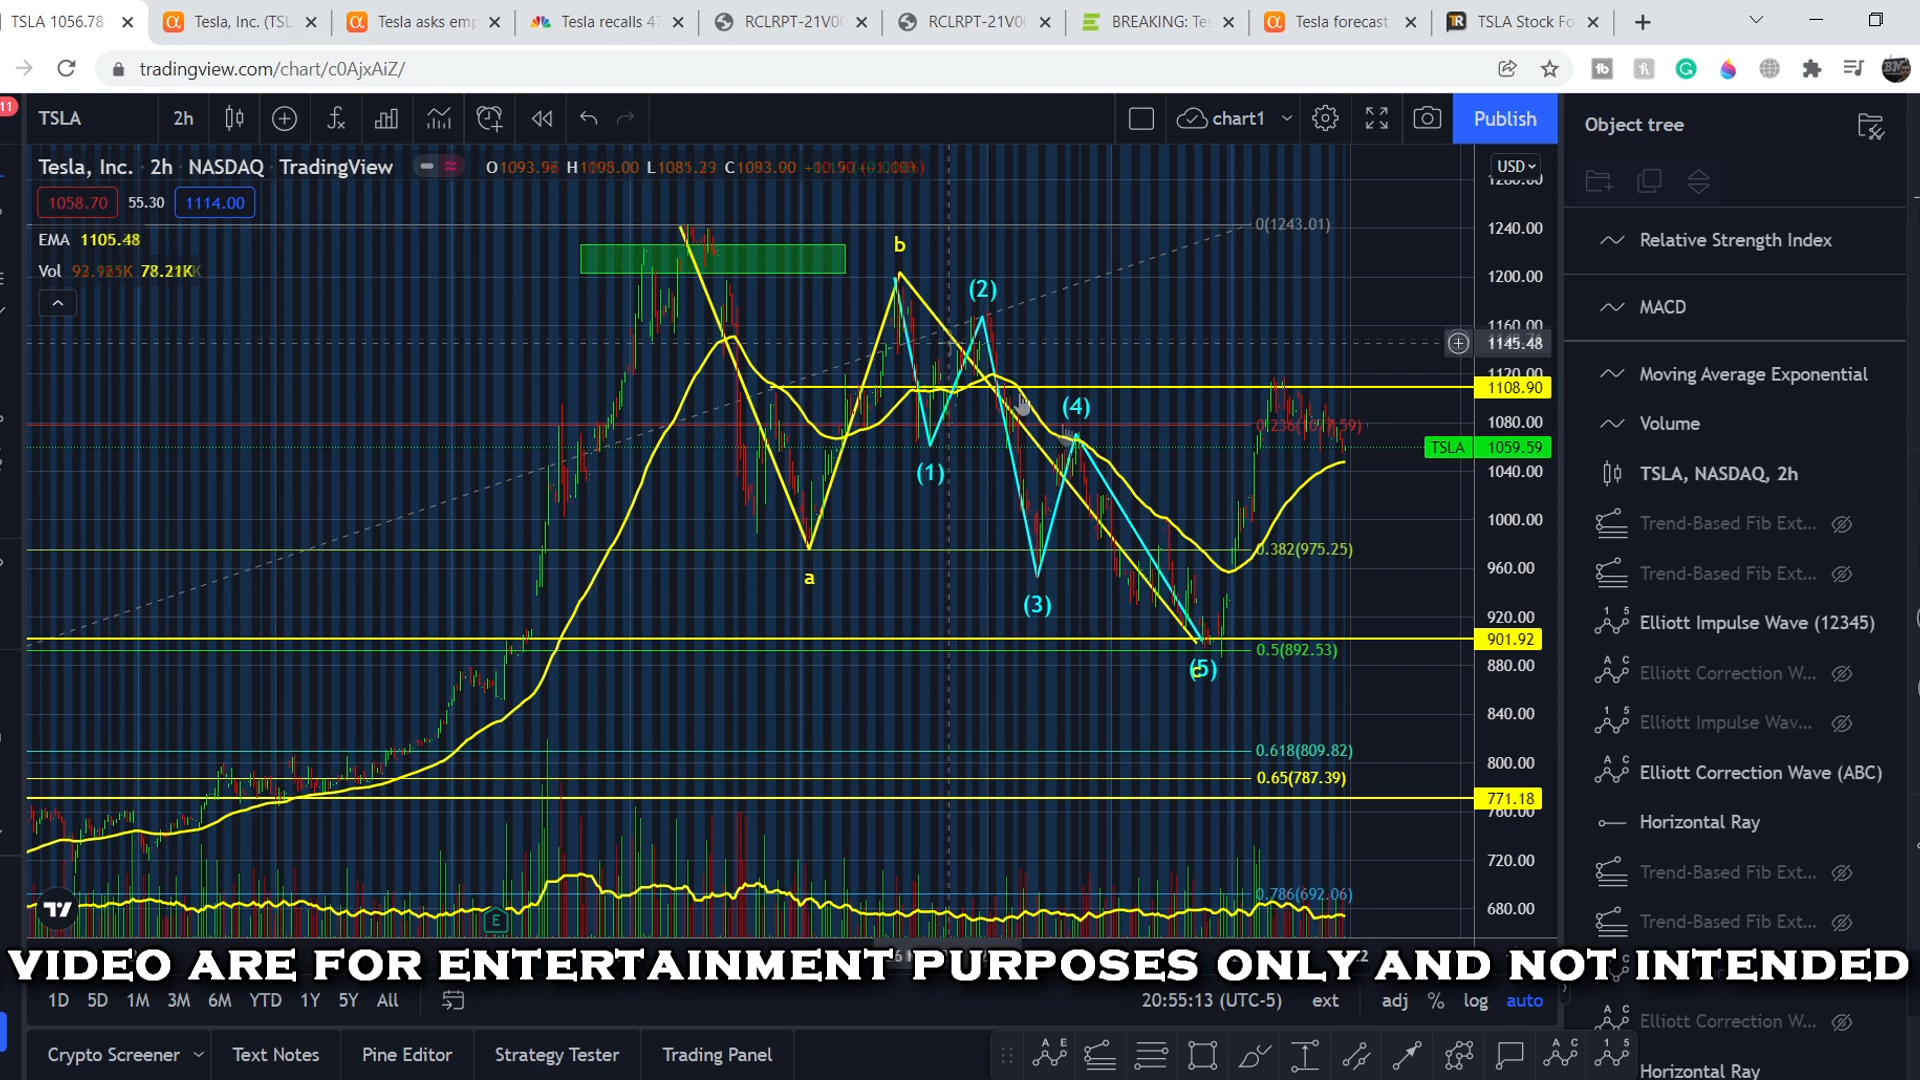 TSLA 1056.78
Tesla, Inc. (TSL
Tesla asks emp
Tesla recalls 47
RCLRPT-21V00
RCLRPT-21V00
BREAKING: Tes
Tesla forecast
TSLA Stock Fo
tradingview.com/chart/c0AjxAiZ/
11
TSLA
2h
chart1
Publish
Object tree
Tesla, Inc. 2h NASDAQ TradingView
USD
1058.70
55.30
1114.00
EMA 1105.48
Vol
78.21K
Relative Strength Index
MACD
Moving Average Exponential
Volume
TSLA, NASDAQ, 2h
Trend-Based Fib Ext...
Trend-Based Fib Ext...
Elliott Impulse Wave (12345)
Elliott Correction W...
Elliott Impulse Wav...
Elliott Correction Wave (ABC)
Horizontal Ray
Trend-Based Fib Ext...
Trend-Based Fib Ext...
Elliott Correction W...
Horizontal Ray
0(1243.01)
b
(2)
(4)
(1)
a
(3)
(5)
0.382(975.25)
0.5(892.53)
0.618(809.82)
0.65(787.39)
0.786(692.06)
E
1240.00
1200.00
1160.00
1145.48
1120.00
1108.90
1080.00
TSLA 1059.59
1040.00
1000.00
960.00
920.00
901.92
880.00
840.00
800.00
771.18
760.00
720.00
680.00
VIDEO ARE FOR ENTERTAINMENT PURPOSES ONLY AND NOT INTENDED
1D 5D 1M 3M 6M YTD 1Y 5Y All
20:55:13 (UTC-5)
ext
adj % log auto
Crypto Screener
Text Notes
Pine Editor
Strategy Tester
Trading Panel